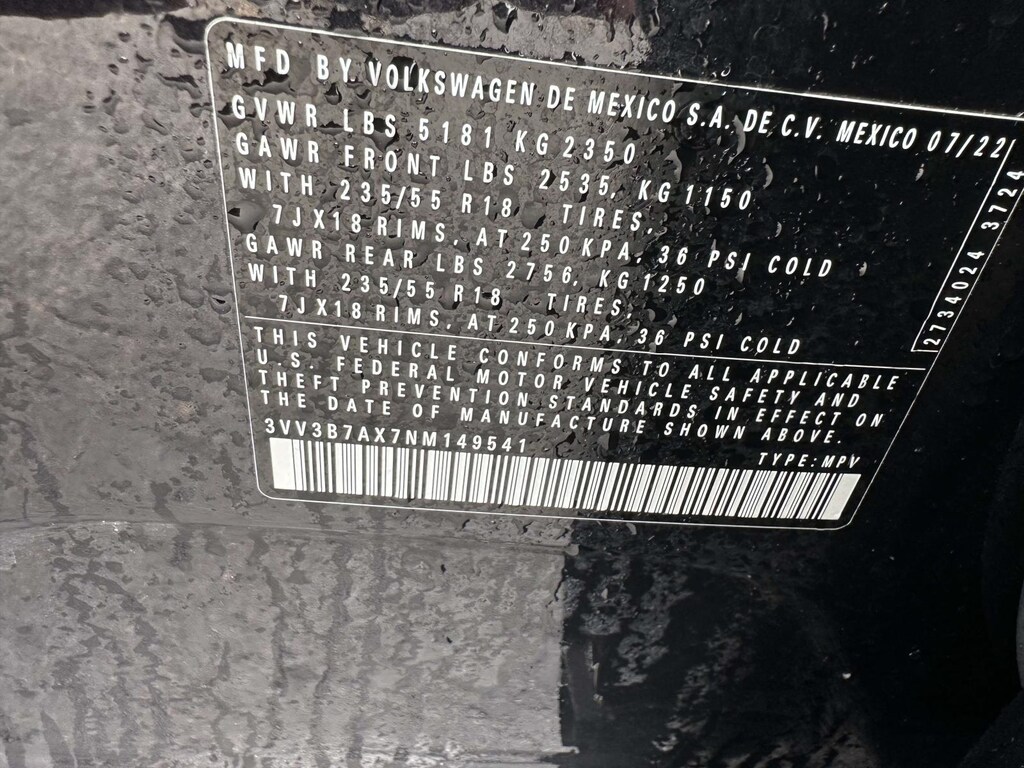 MFD BY. VOLKSWAGEN DE MEXICO S.A. DE C.V. MEXICO 07/22
GVWR LBS 5181 KG 2350
GAWR FRONT LBS 2535, KG 1150
WITH 235/55 R18 TIRES,
7JX18 RIMS, AT 250 KPA, 36 PSI COLD
GAWR REAR LBS 2756, KG 1250
WITH 235/55 R18 TIRES,
7JX18 RIMS, AT 250 KPA, 36 PSI COLD
THIS VEHICLE CONFORMS TO ALL APPLICABLE
U.S. FEDERAL MOTOR VEHICLE SAFETY AND
THEFT PREVENTION STANDARDS IN EFFECT ON
THE DATE OF MANUFACTURE SHOWN ABOVE.
3VV3B7AX7NM149541
TYPE: MPV
2734024 3724